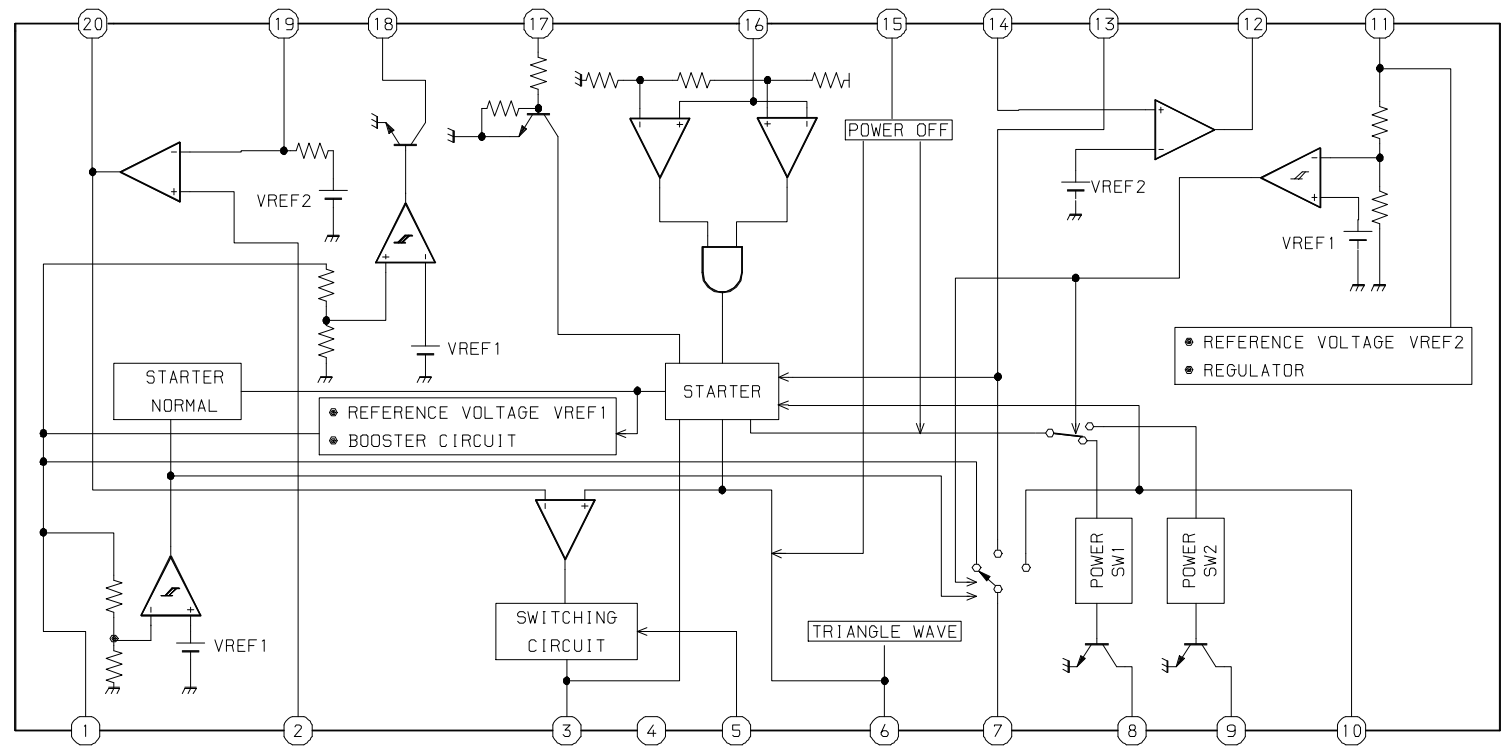 20 19 18 17 16 15 14 13 12 11
POWER OFF
+
-
-
+
VREF2
+
-
VREF1
-
+
+
-
+
-
VREF2
-
+
VREF1
REFERENCE VOLTAGE VREF2
REGULATOR
STARTER
NORMAL
REFERENCE VOLTAGE VREF1
BOOSTER CIRCUIT
STARTER
-
+
SWITCHING
CIRCUIT
TRIANGLE WAVE
POWER
SW1
POWER
SW2
-
+
VREF1
1 2 3 4 5 6 7 8 9 10